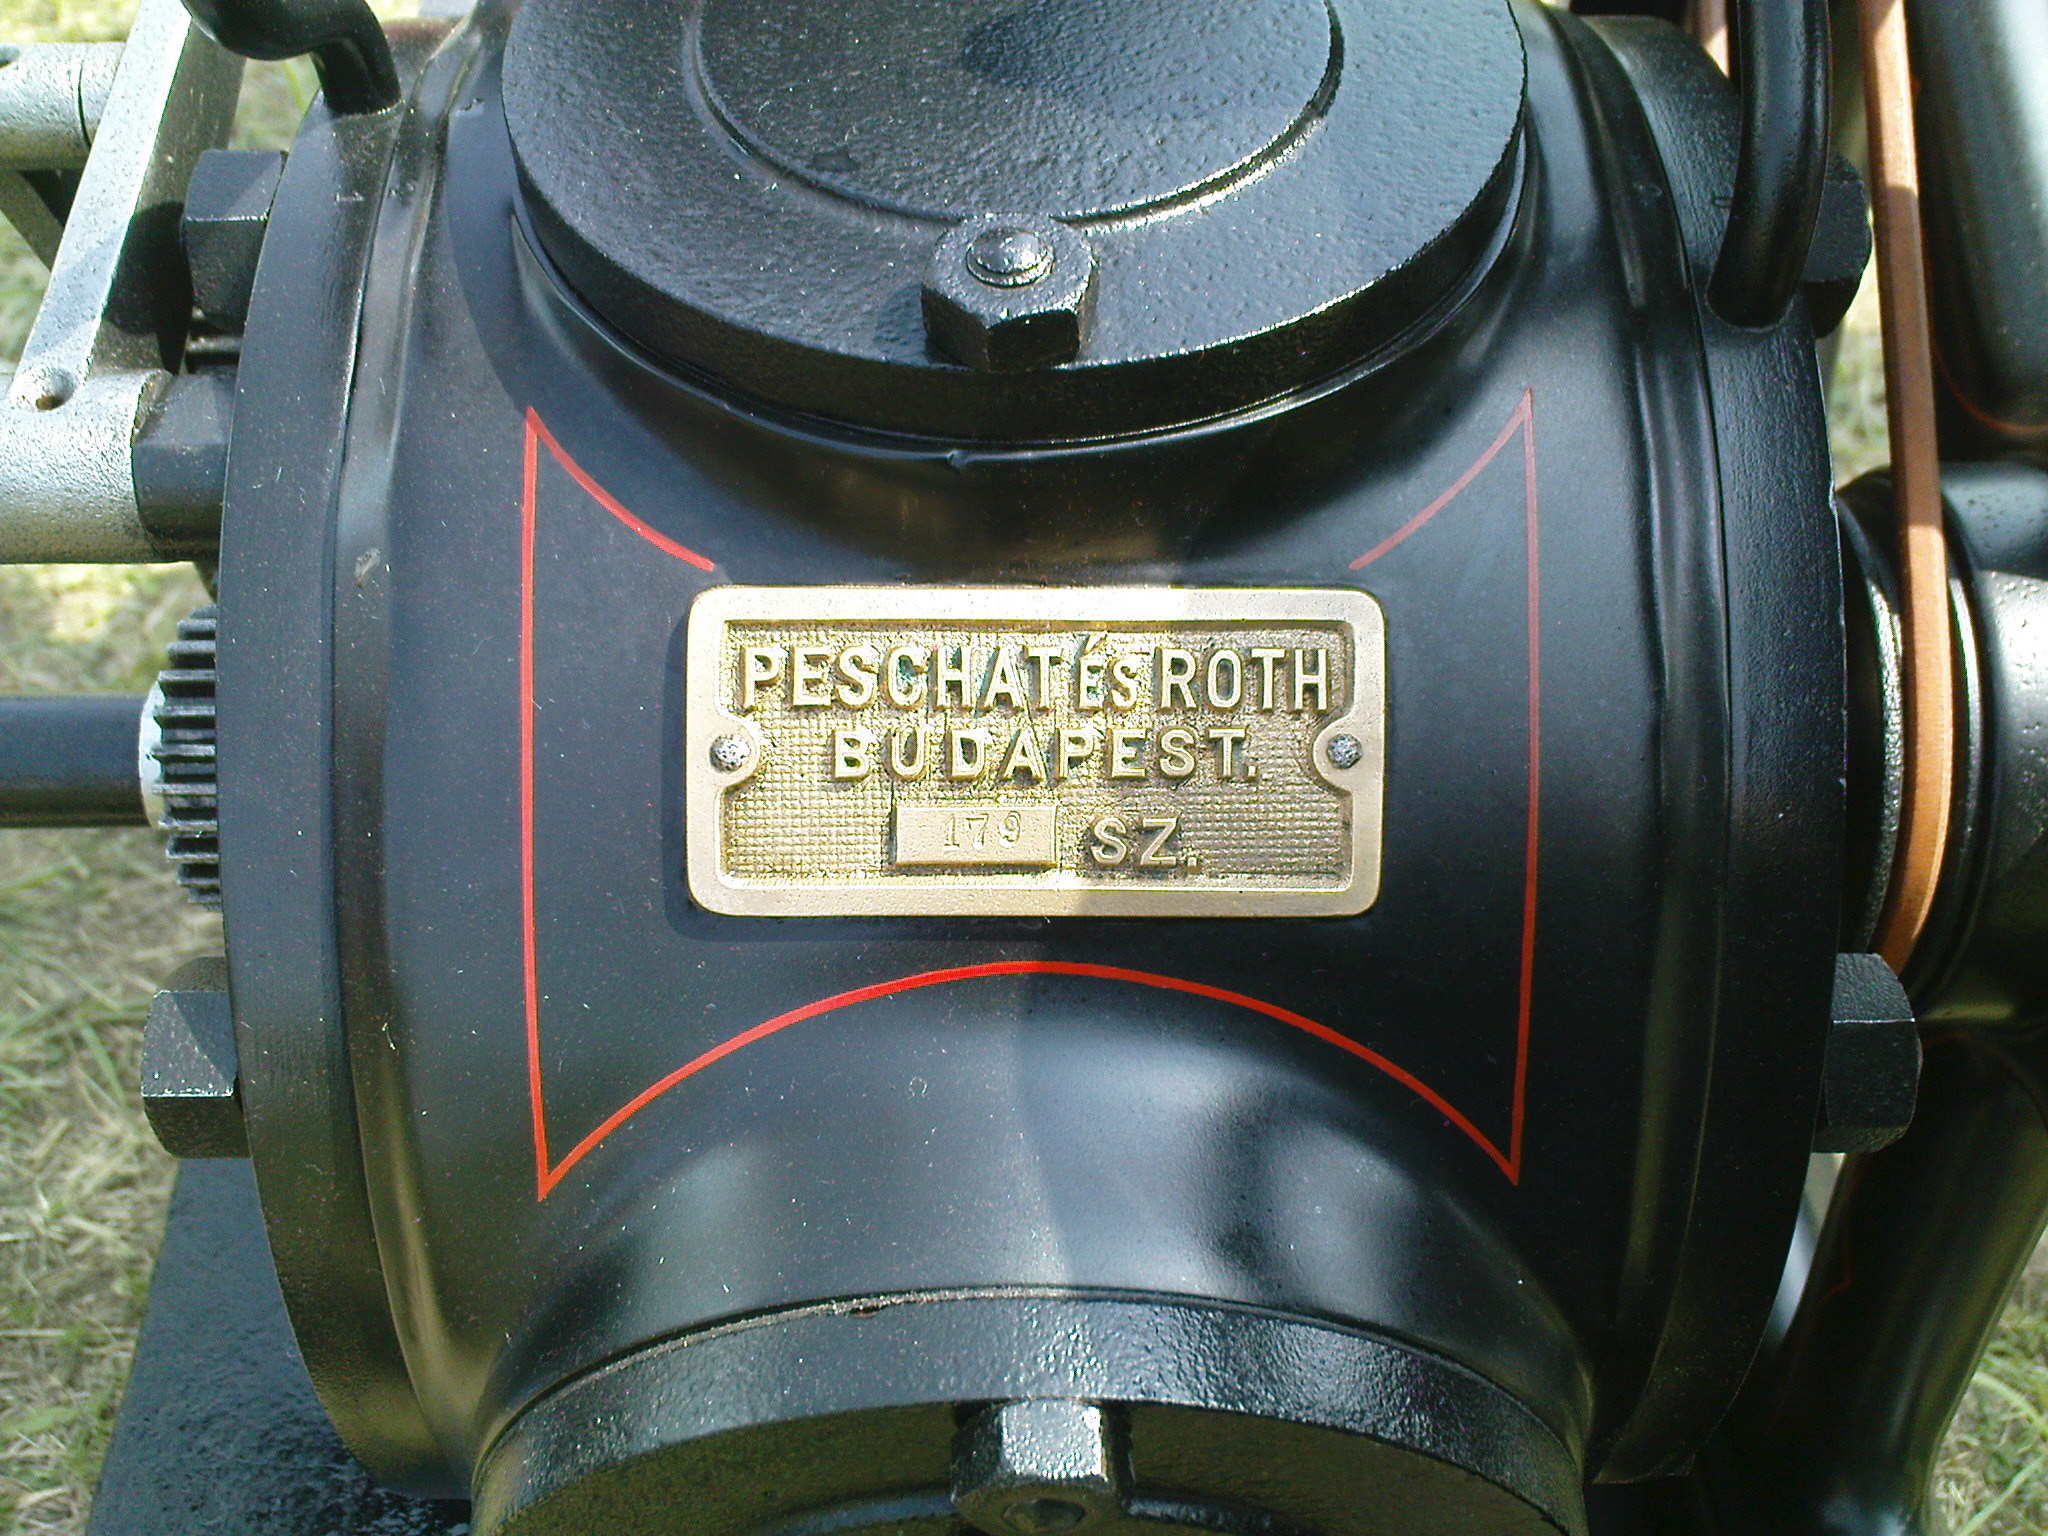 PESCHAT ÉS ROTH
BUDAPEST.
179 SZ.